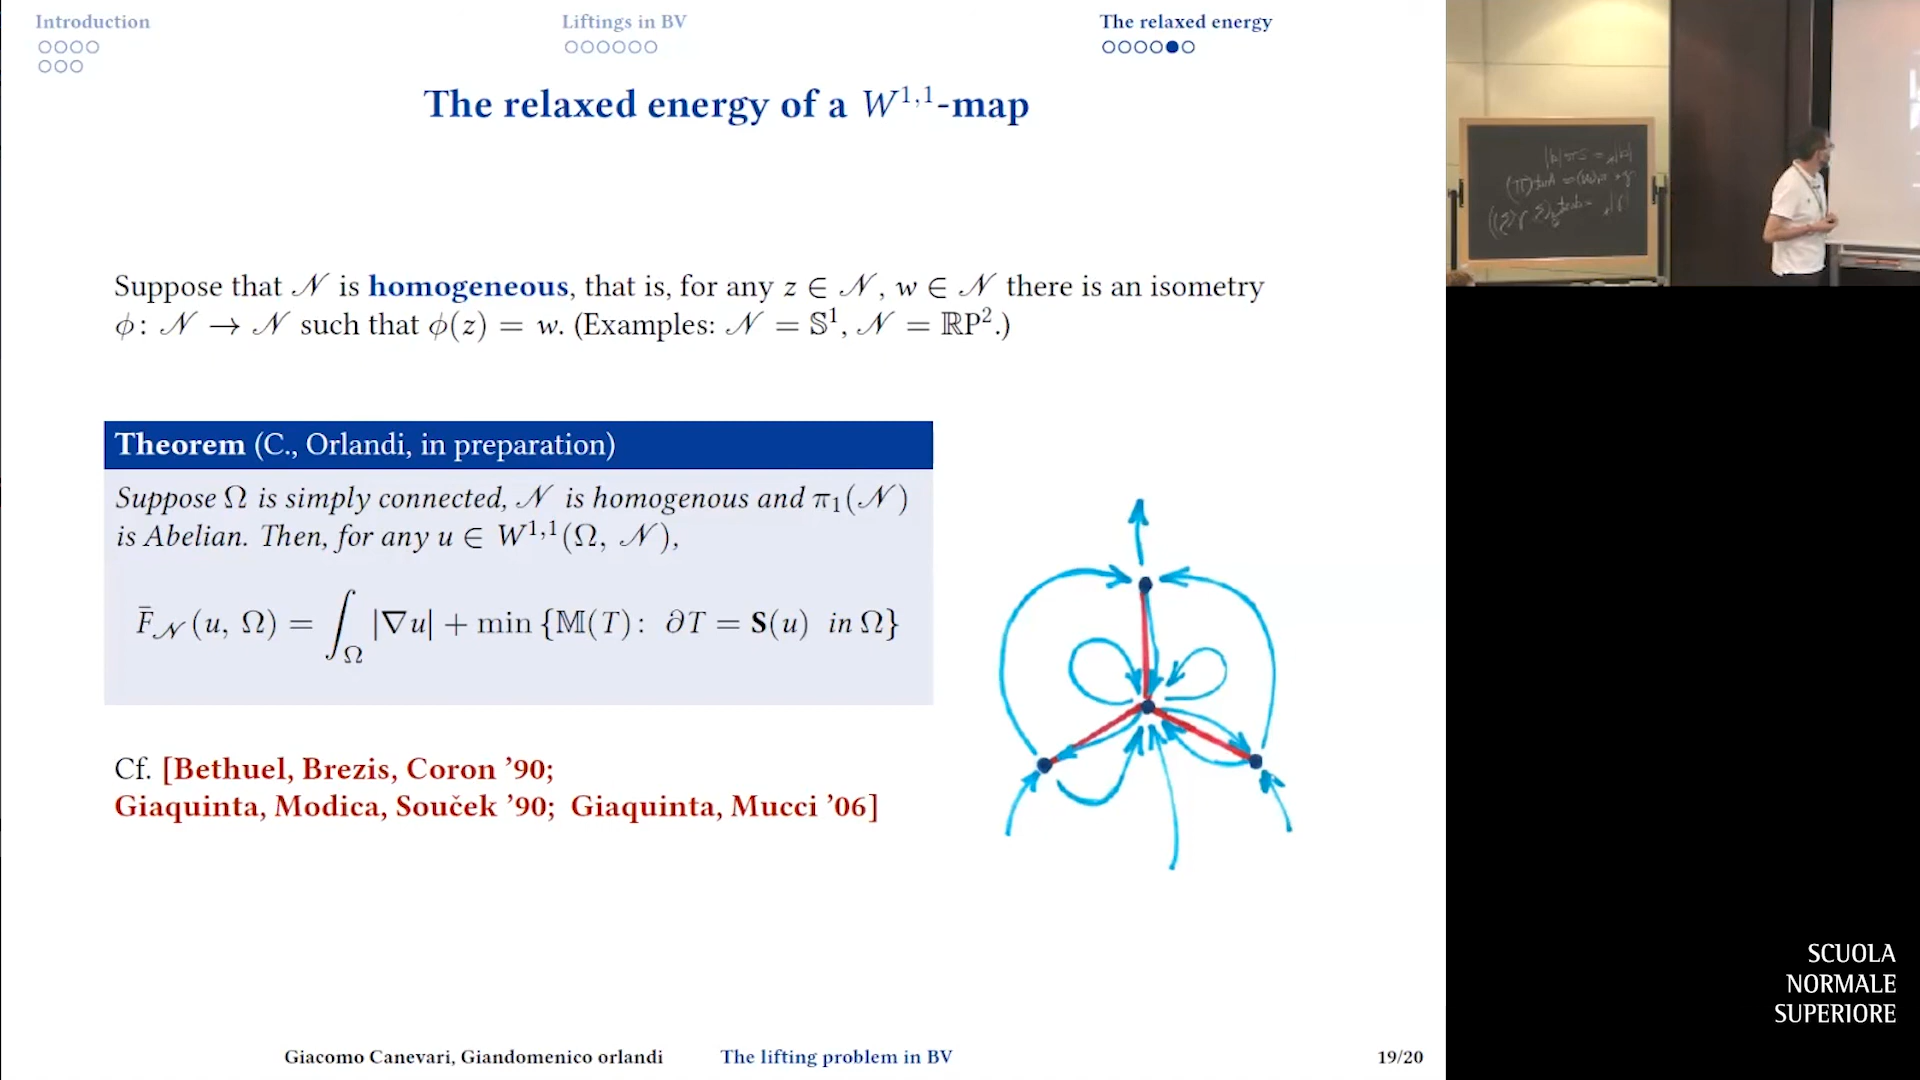 Introduction
Liftings in BV
The relaxed energy
The relaxed energy of a W^{1,1}-map
Suppose that 𝒩 is homogeneous, that is, for any z ∈ 𝒩, w ∈ 𝒩 there is an isometry
ϕ: 𝒩 → 𝒩 such that ϕ(z) = w. (Examples: 𝒩 = 𝕊¹, 𝒩 = ℝP².)
Theorem (C., Orlandi, in preparation)
Suppose Ω is simply connected, 𝒩 is homogenous and π₁(𝒩)
is Abelian. Then, for any u ∈ W^{1,1}(Ω, 𝒩),
F̄_𝒩(u, Ω) = ∫_Ω |∇u| + min {𝕄(T): ∂T = S(u) in Ω}
Cf. [Bethuel, Brezis, Coron ’90;
Giaquinta, Modica, Souček ’90; Giaquinta, Mucci ’06]
Giacomo Canevari, Giandomenico orlandi
The lifting problem in BV
19/20
SCUOLA
NORMALE
SUPERIORE